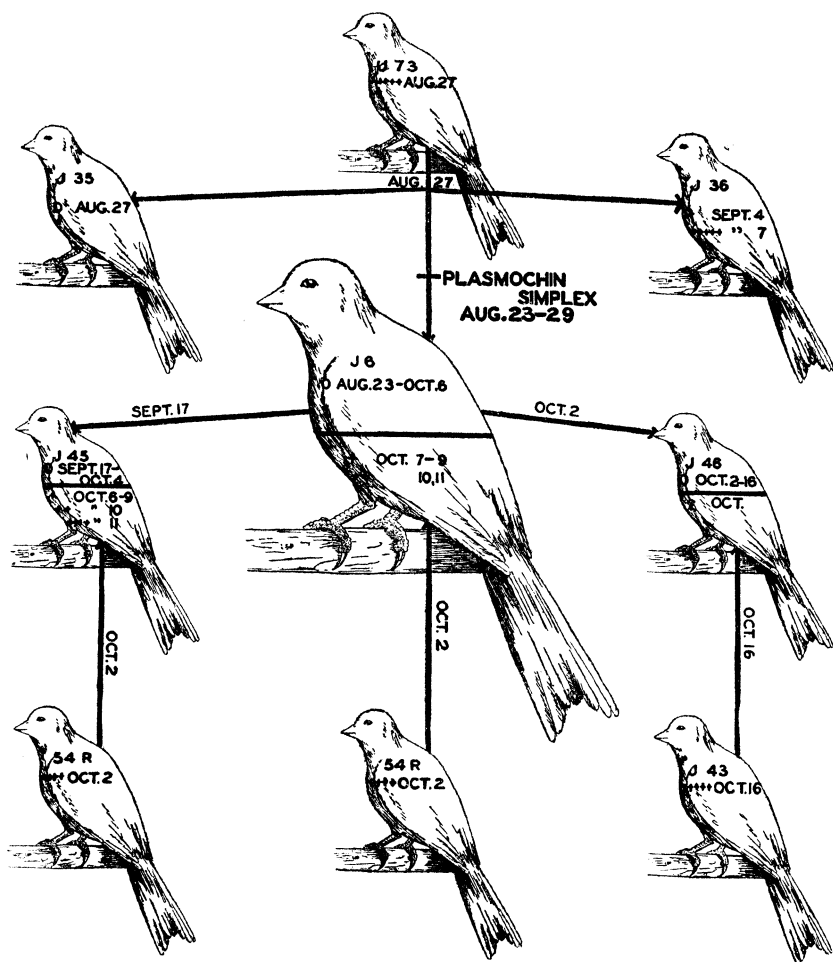 J 73
++++ AUG.27
J 35
O AUG.27
AUG. 27
J 36
SEPT. 4
++++ " 7
PLASMOCHIN
SIMPLEX
AUG.23-29
J 6
O AUG.23-OCT.6
OCT. 7-9
10,11
SEPT. 17
OCT. 2
J 45
O SEPT.17-
OCT.4
OCT.6-9
" 10
" 11
J 46
O OCT.2-16
OCT.
OCT. 2
OCT. 2
OCT. 16
54 R
++++ OCT. 2
54 R
++++ OCT. 2
J 43
++++ OCT.16